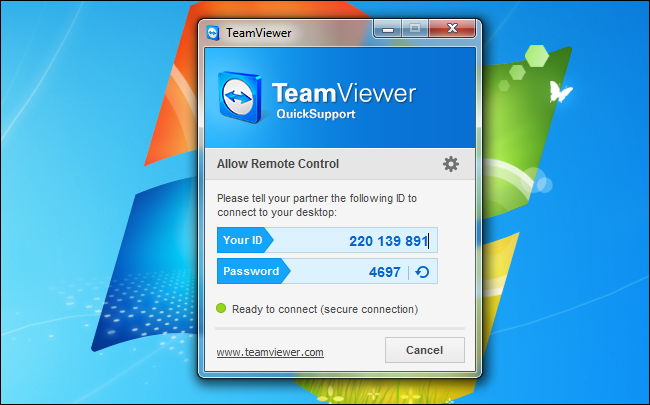 TeamViewer
TeamViewer
QuickSupport
Allow Remote Control
Please tell your partner the following ID to
connect to your desktop:
Your ID 220 139 891
Password 4697
Ready to connect (secure connection)
www.teamviewer.com
Cancel